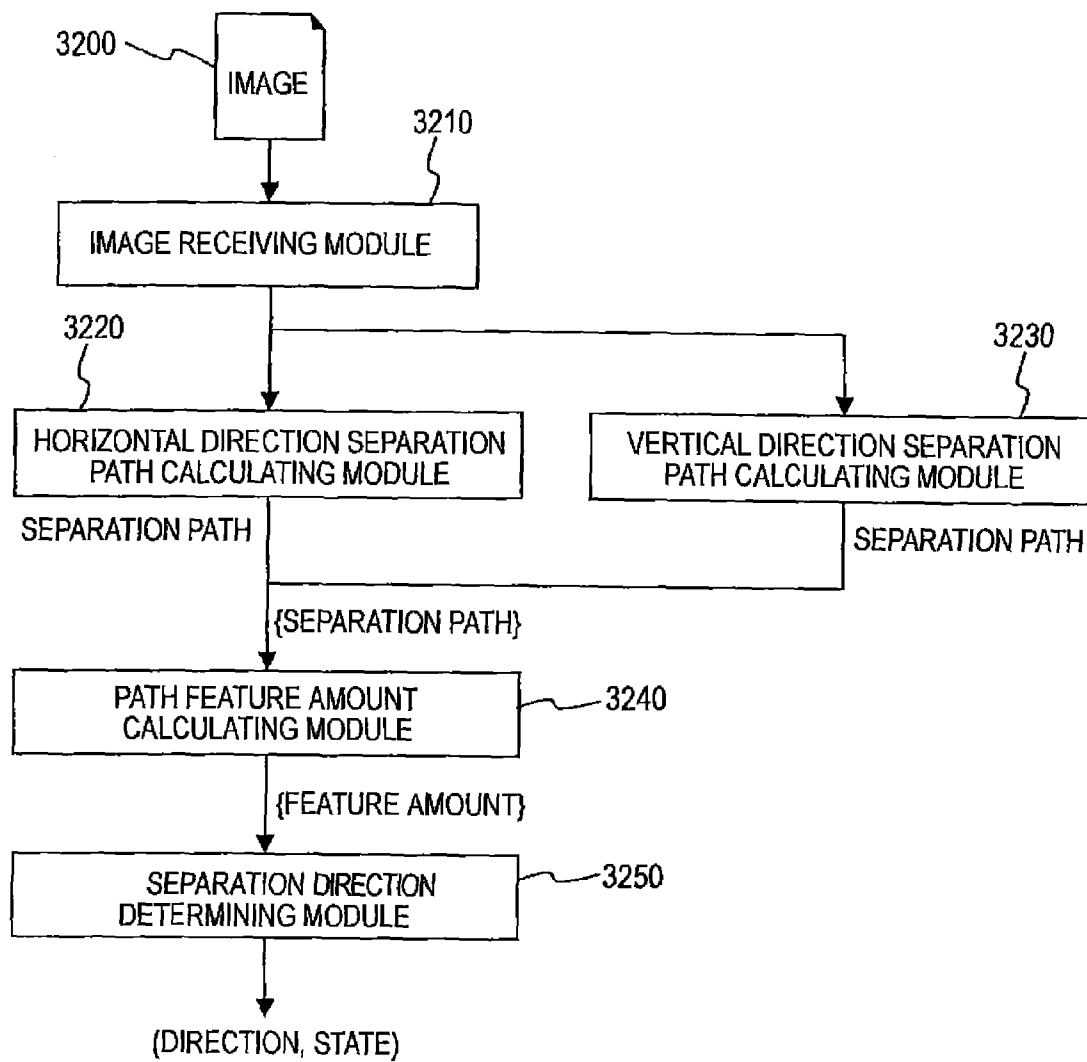 3200
IMAGE
3210
IMAGE RECEIVING MODULE
3220
3230
HORIZONTAL DIRECTION SEPARATION
PATH CALCULATING MODULE
VERTICAL DIRECTION SEPARATION
PATH CALCULATING MODULE
SEPARATION PATH
SEPARATION PATH
{SEPARATION PATH}
PATH FEATURE AMOUNT
CALCULATING MODULE
3240
{FEATURE AMOUNT}
SEPARATION DIRECTION
DETERMINING MODULE
3250
(DIRECTION, STATE)